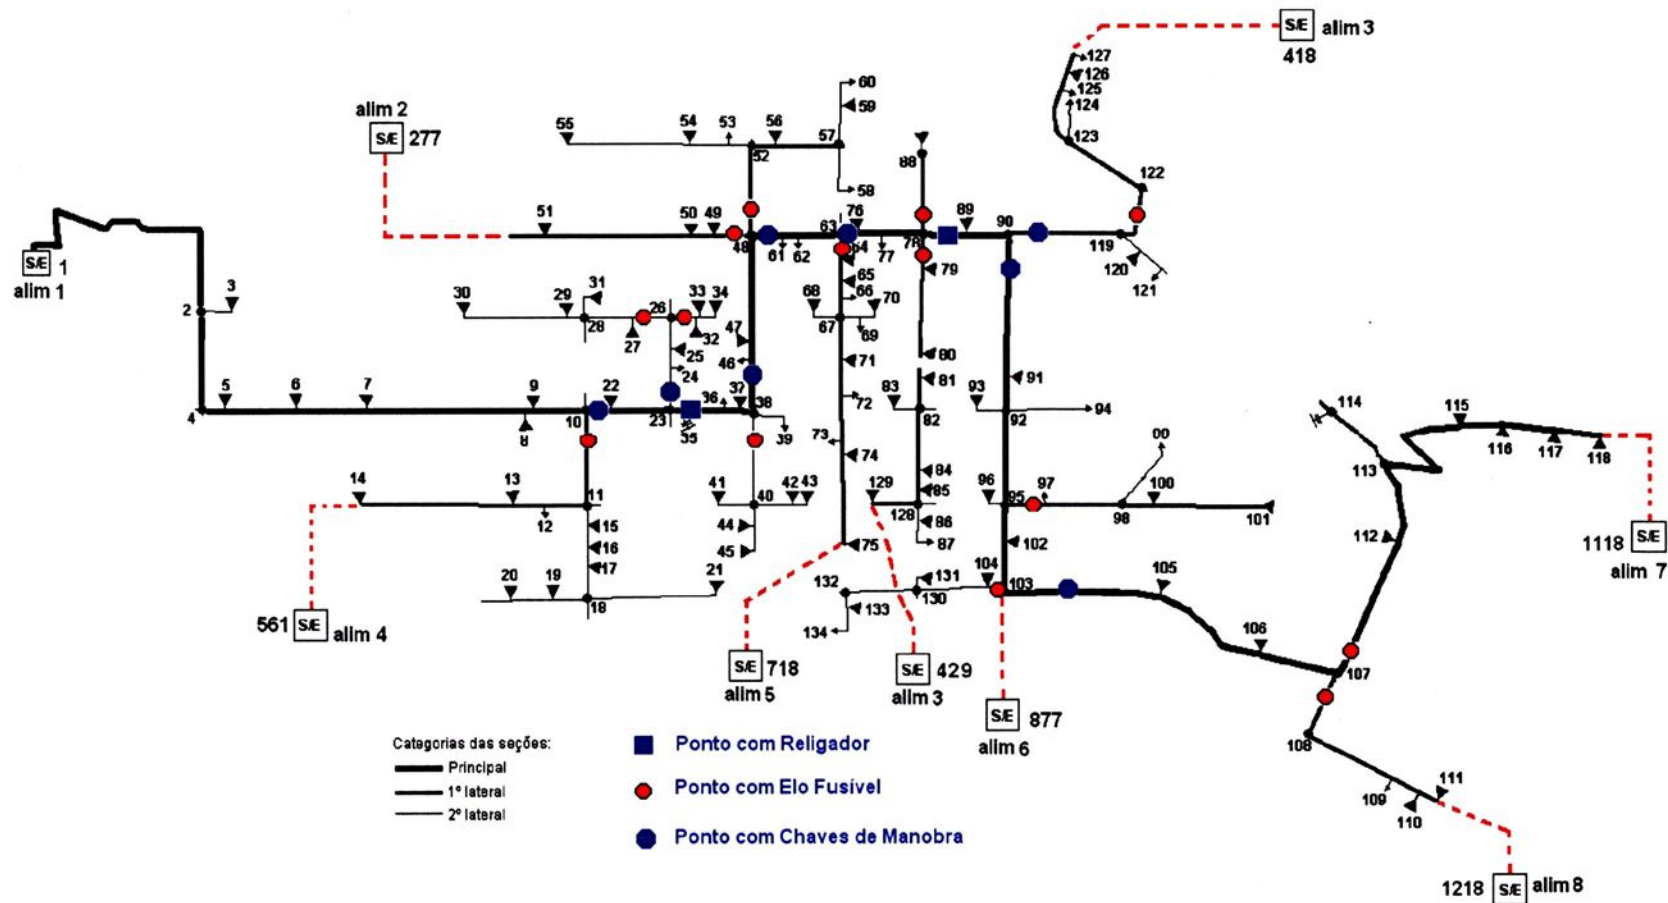 S/E alim 3
418
127
126
125
124
123
122
60
59
alim 2
S/E 277
55 54 53 56 57
52
58
88
51 50 49 48
61 62
63 76
64
77 78
89 90
119
120
121
S/E 1
alim 1
2 3
30 29 31
28 27
26 33 34
32
25
24
47
46
65
66
68 70
67 69
79
80
81
71
72
73
74
75
4 5 6 7 9
8
10 22
23
35
36 37 38
39
83
82
93
91
92
94
14 13
12
11
15
16
17
20 19 18
21
41 40 42 43
44
45
129
84
85
128
86
87
96
95
97
98
00
100
101
102
114
115
116 117 118
113
112
1118 S/E
alim 7
132
131
130
133
134
104 103
105
106
107
108
109
110
111
561 S/E alim 4
S/E 718
alim 5
S/E 429
alim 3
S/E 877
alim 6
1218 S/E alim 8
Categorias das seções:
Principal
1º lateral
2º lateral
Ponto com Religador
Ponto com Elo Fusível
Ponto com Chaves de Manobra